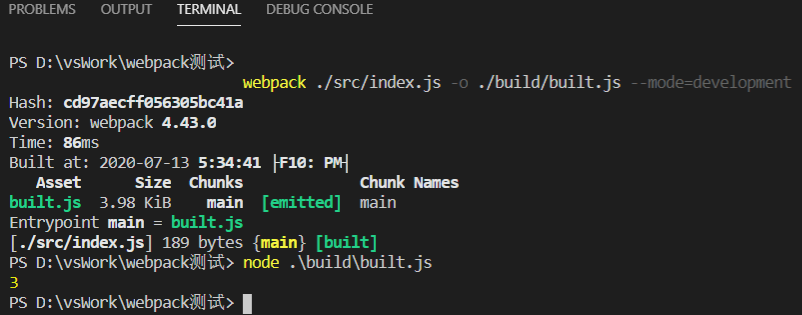 PROBLEMS OUTPUT TERMINAL DEBUG CONSOLE
PS D:\vsWork\webpack测试>
webpack ./src/index.js -o ./build/built.js --mode=development
Hash: cd97aecff056305bc41a
Version: webpack 4.43.0
Time: 86ms
Built at: 2020-07-13 5:34:41 ├F10: PM┤
Asset Size Chunks Chunk Names
built.js 3.98 KiB main [emitted] main
Entrypoint main = built.js
[./src/index.js] 189 bytes {main} [built]
PS D:\vsWork\webpack测试> node .\build\built.js
3
PS D:\vsWork\webpack测试>